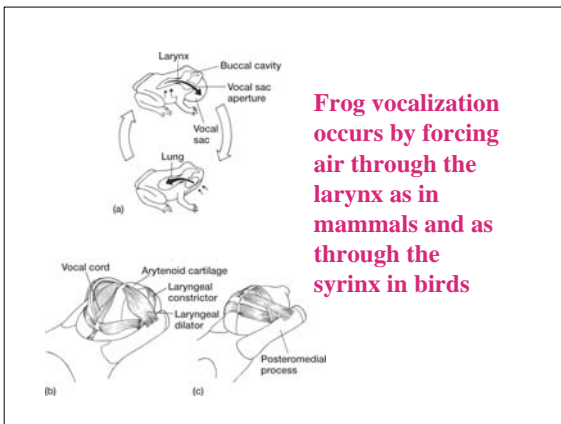 Larynx
Buccal cavity
Vocal sac
aperture
Vocal
sac
Lung
(a)
Frog vocalization
occurs by forcing
air through the
larynx as in
mammals and as
through the
syrinx in birds
Vocal cord
Arytenoid cartilage
Laryngeal
constrictor
Laryngeal
dilator
Posteromedial
process
(b)
(c)